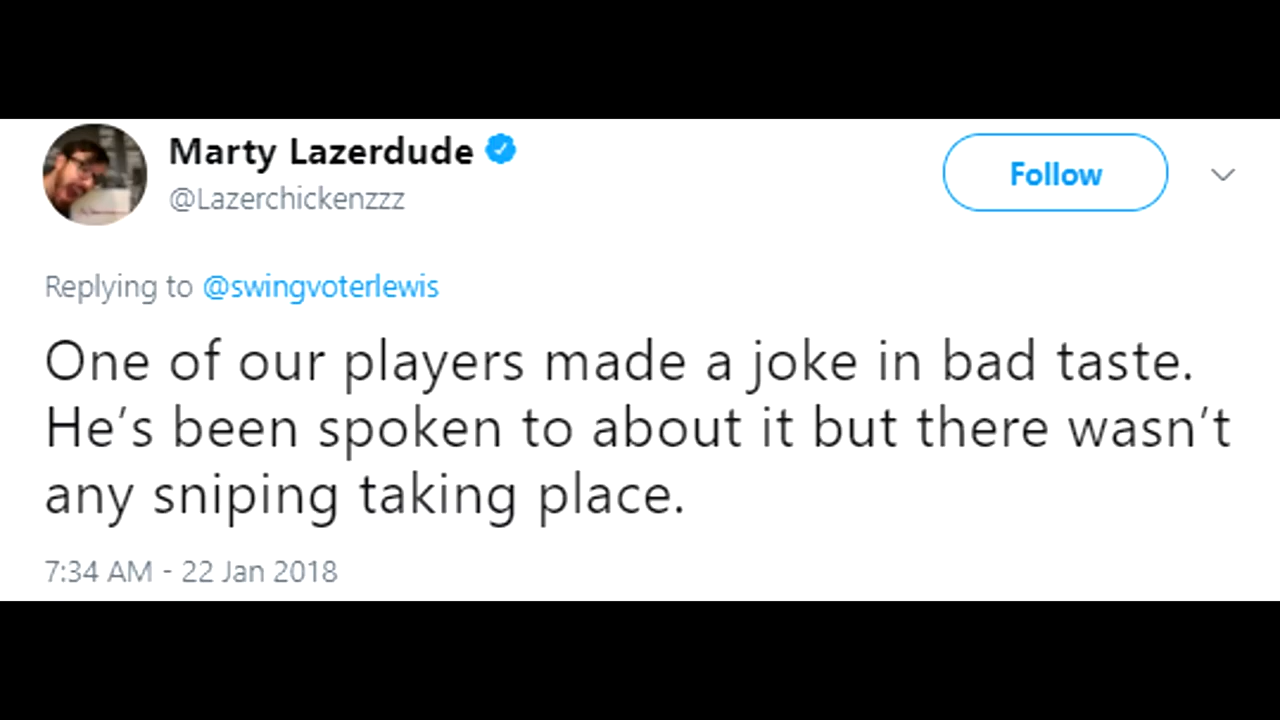 Marty Lazerdude
@Lazerchickenzzz
Follow
Replying to @swingvoterlewis
One of our players made a joke in bad taste.
He's been spoken to about it but there wasn't
any sniping taking place.
7:34 AM - 22 Jan 2018